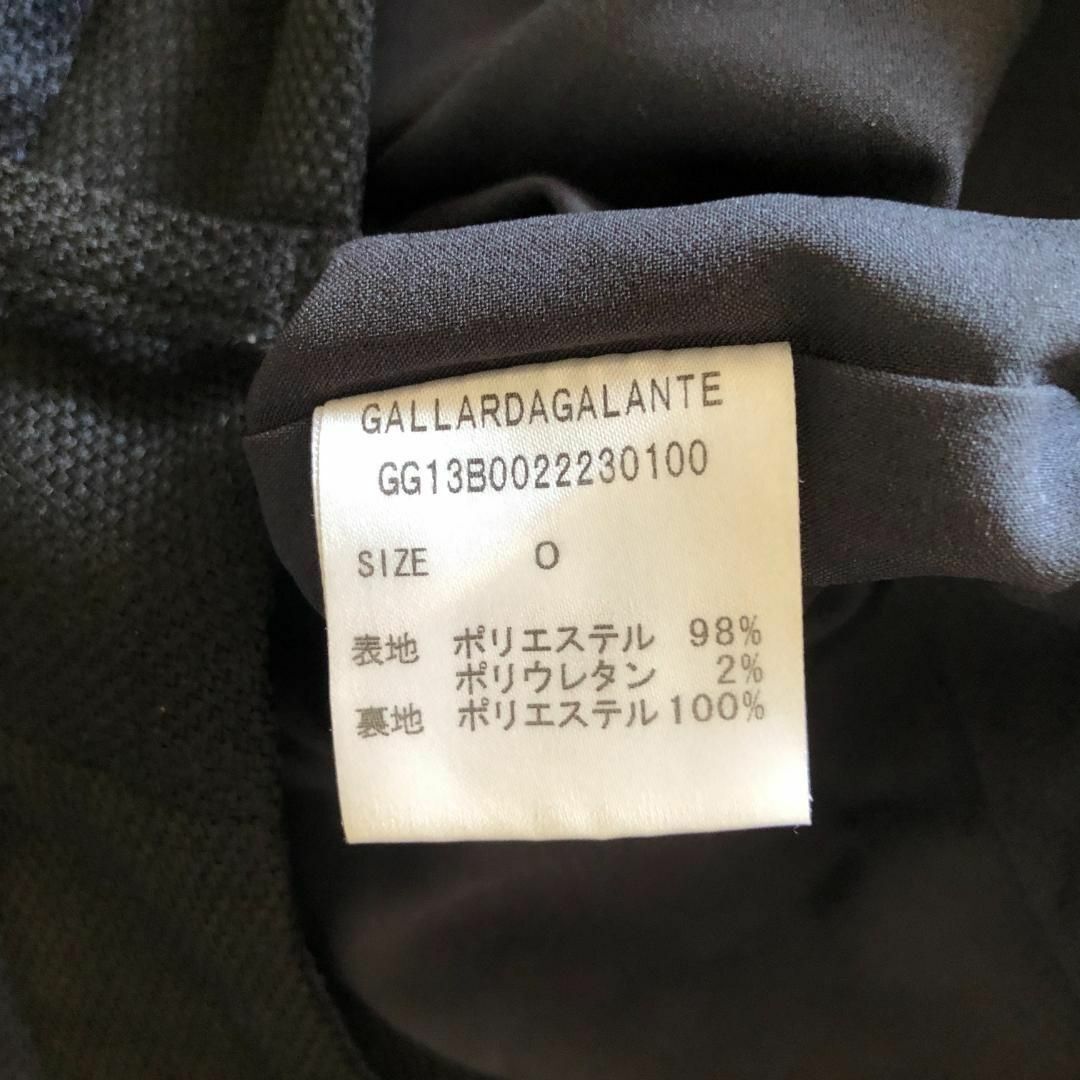 GALLARDAGALANTE
GG13B0022230100
SIZE O
表地 ポリエステル 98%
ポリウレタン 2%
裏地 ポリエステル 100%